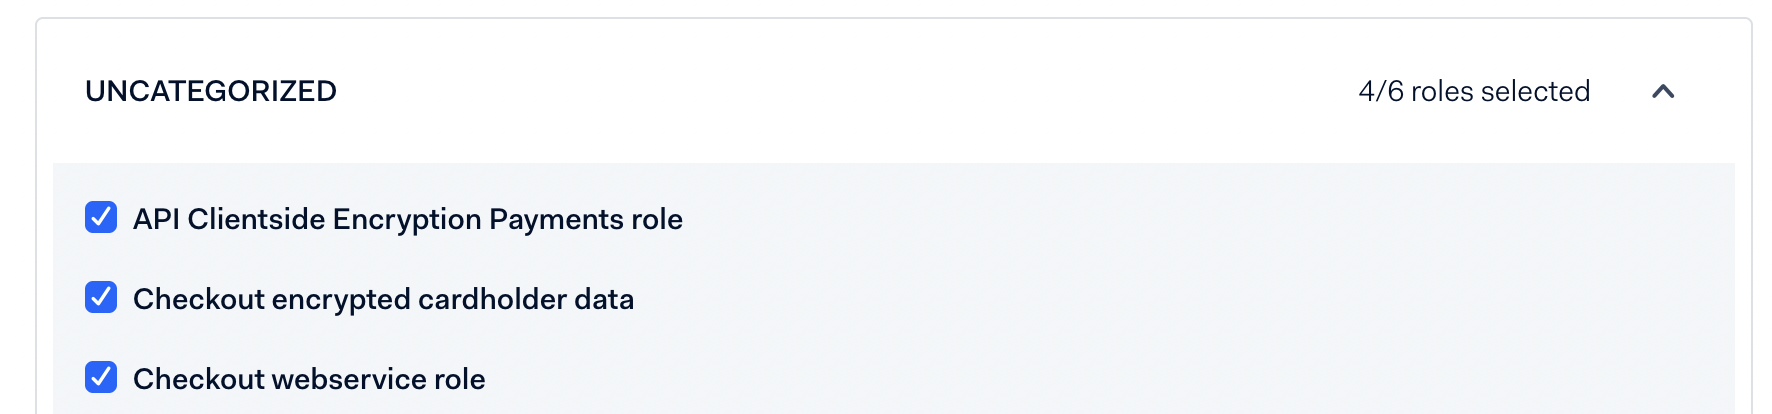 UNCATEGORIZED 4/6 roles selected
API Clientside Encryption Payments role
Checkout encrypted cardholder data
Checkout webservice role